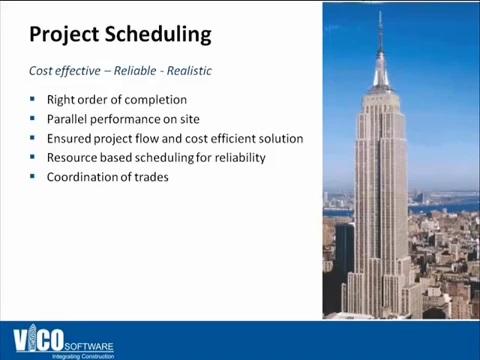 Project Scheduling
Cost effective – Reliable - Realistic
Right order of completion
Parallel performance on site
Ensured project flow and cost efficient solution
Resource based scheduling for reliability
Coordination of trades
VICO SOFTWARE
Integrating Construction